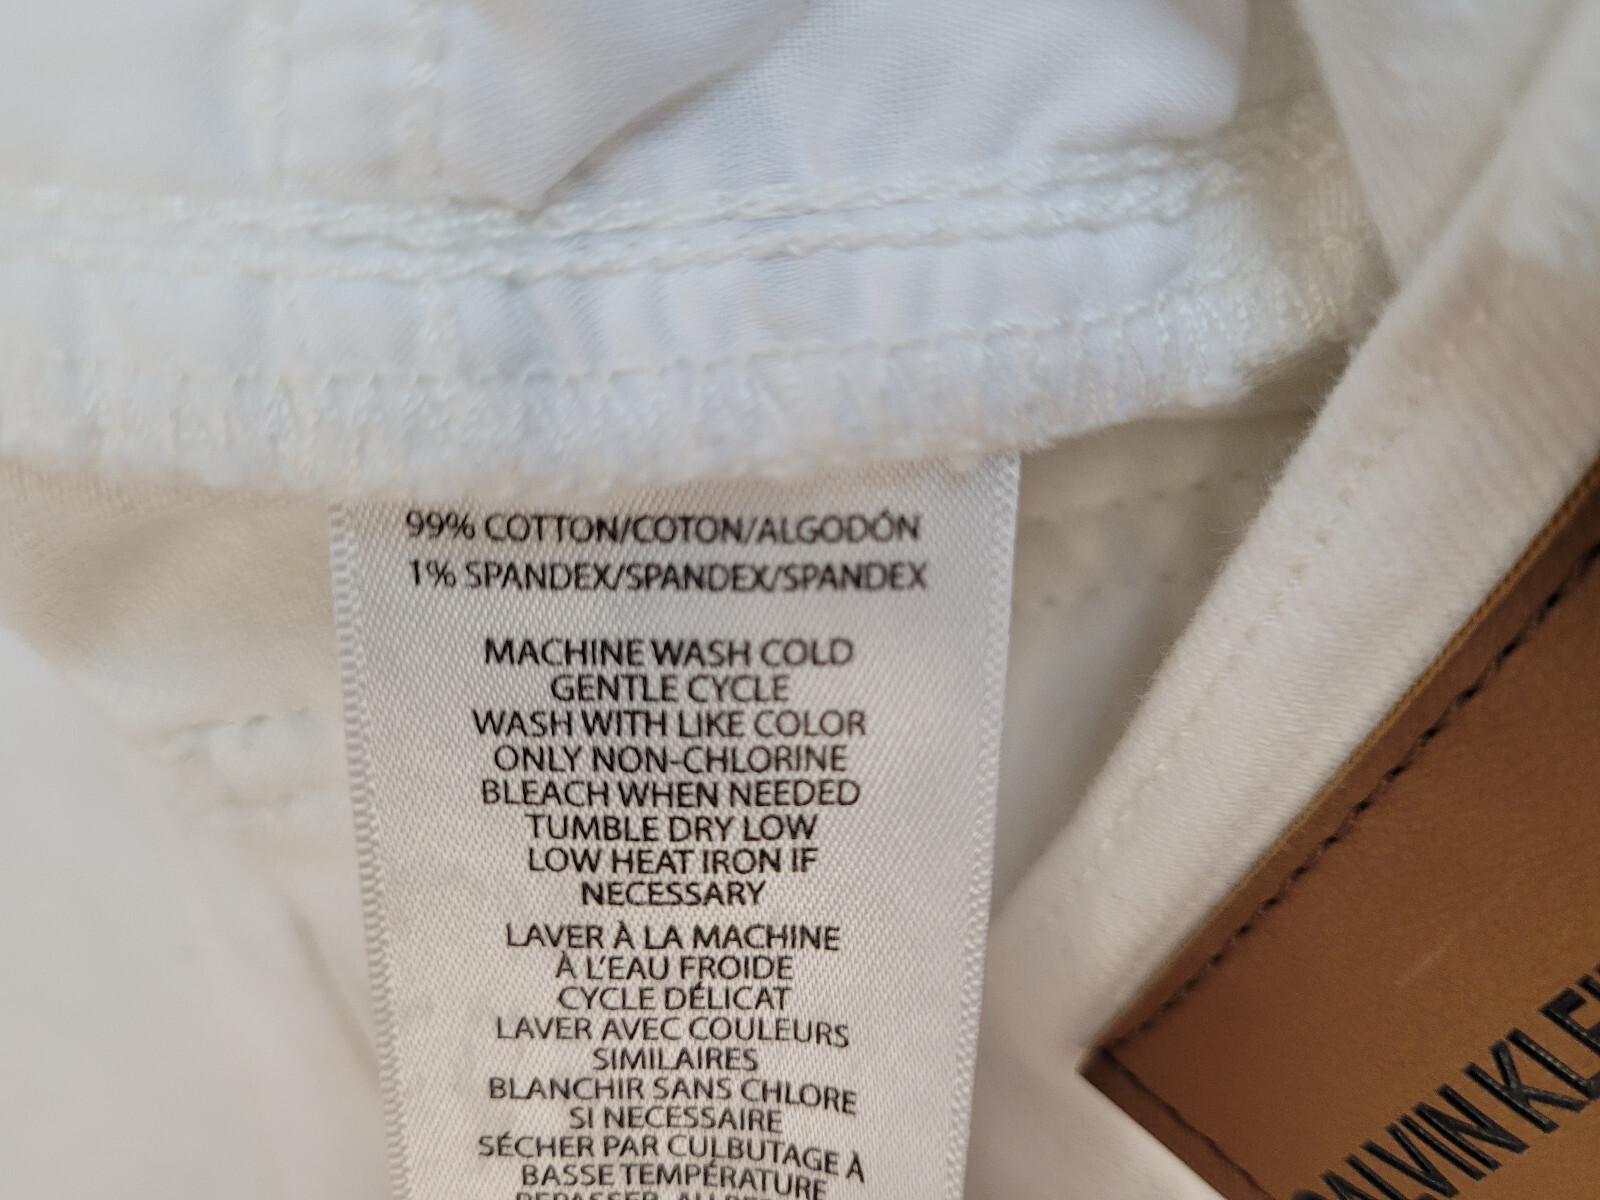 99% COTTON/COTON/ALGODÓN
1% SPANDEX/SPANDEX/SPANDEX
MACHINE WASH COLD
GENTLE CYCLE
WASH WITH LIKE COLOR
ONLY NON-CHLORINE
BLEACH WHEN NEEDED
TUMBLE DRY LOW
LOW HEAT IRON IF
NECESSARY
LAVER À LA MACHINE
À L'EAU FROIDE
CYCLE DÉLICAT
LAVER AVEC COULEURS
SIMILAIRES
BLANCHIR SANS CHLORE
SI NECESSAIRE
SÉCHER PAR CULBUTAGE À
BASSE TEMPÉRATURE
CALVIN KLE